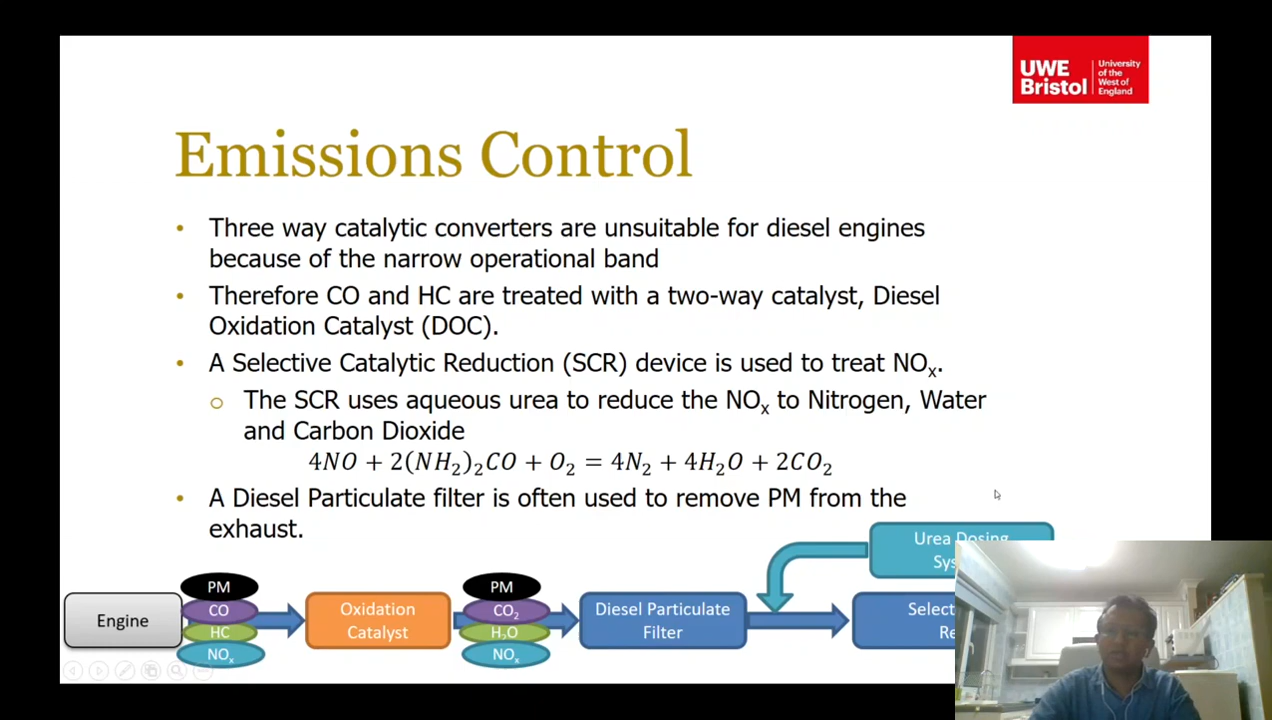 UWE
Bristol
University
of the
West of
England
Emissions Control
• Three way catalytic converters are unsuitable for diesel engines
because of the narrow operational band
• Therefore CO and HC are treated with a two-way catalyst, Diesel
Oxidation Catalyst (DOC).
• A Selective Catalytic Reduction (SCR) device is used to treat NOₓ.
o The SCR uses aqueous urea to reduce the NOₓ to Nitrogen, Water
and Carbon Dioxide
4NO + 2(NH₂)₂CO + O₂ = 4N₂ + 4H₂O + 2CO₂
• A Diesel Particulate filter is often used to remove PM from the
exhaust.
Urea Dosing
Engine
PM
CO
HC
NOₓ
Oxidation
Catalyst
PM
CO₂
H₂O
NOₓ
Diesel Particulate
Filter